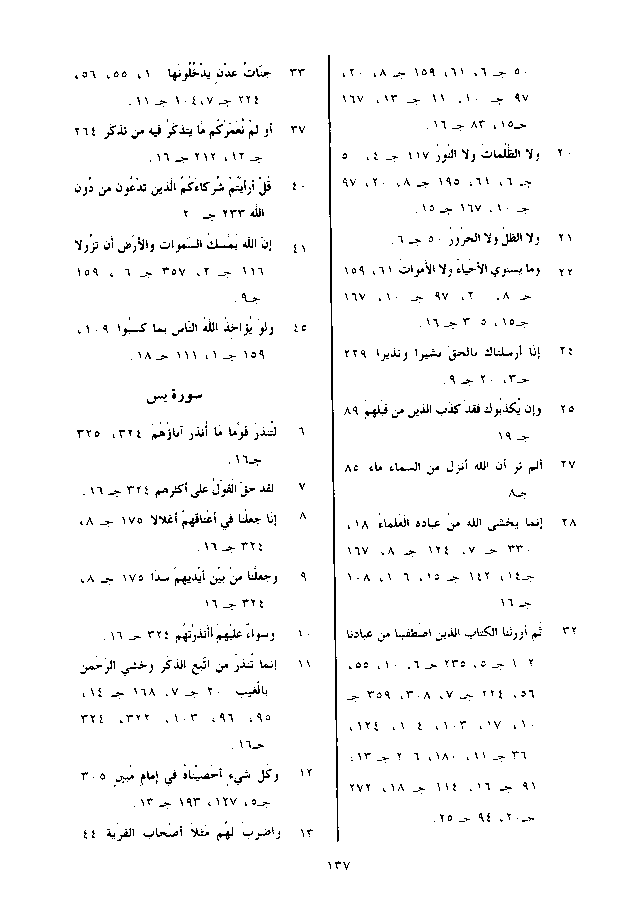 ٥٠ جـ ٦، ٦١، ١٥٩ جـ ٨، ٢٠،
٩٧ جـ ١٠، ١١ جـ ١٣، ١٦٧
جـ١٥، ٨٣ جـ ١٦.
٢٠ ولا الظلمات ولا النور ١١٧ جـ ٤، ٥
جـ ٦، ٦١، ١٩٥ جـ ٨، ٢٠، ٩٧
جـ ١٠، ١٦٧ جـ ١٥.
٢١ ولا الظل ولا الحرور ٥٠ جـ ٦.
٢٢ وما يستوي الأحياء ولا الأموات ٦١، ١٥٩
جـ ٨، ٢، ٩٧ جـ ١٠، ١٦٧
جـ١٥، ٥ ٣ جـ ١٦.
٢٤ إنا أرسلناك بالحق بشيرا ونذيرا ٢٢٩
جـ٣، ٢٠ جـ ٩.
٢٥ وإن يكذبوك فقد كذب الذين من قبلهم ٨٩
جـ ١٩
٢٧ ألم تر أن الله أنزل من السماء ماء ٨٥
جـ٨
٢٨ إنما يخشى الله من عباده العلماء ١٨،
٣٣٠ جـ ٧، ١٢٤ جـ ٨، ١٦٧
جـ١٤، ١٤٢ جـ ١٥، ٦ ١، ١٠٨
جـ ١٦
٣٢ ثم أورثنا الكتاب الذين اصطفينا من عبادنا
٢ ١ جـ ٥، ٢٣٥ جـ ٦، ١٠، ٥٥،
٥٦، ٢٢٤ جـ ٧، ٣٠٨، ٣٥٩ جـ
١٠، ١٧، ١٠٣، ٤ ١، ١٢٤،
٣٦ جـ ١١، ١٨٠، ٦ ٢ جـ ١٣:
٩١ جـ ١٦، ١١٤ جـ ١٨، ٢٧٢
جـ٢٠، ٩٤ جـ ٢٥.
٣٣ جنات عدن يدخلونها ١، ٥٥، ٥٦،
٢٢٤ جـ ٧، ١٠٤ جـ ١١.
٣٧ أو لم نعمركم ما يتذكر فيه من تذكر ٢٦٤
جـ ١٢، ٢١٢ جـ ١٦.
٤٠ قل أرأيتم شركاءكم الذين تدعون من دون
الله ٢٣٣ جـ ٢
٤١ إن الله يمسك السموات والأرض أن تزولا
١١٦ جـ ٢، ٣٥٧ جـ ٦، ١٥٩
جـ٩.
٤٥ ولو يؤاخذ الله الناس بما كسبوا ١٠٩،
١٥٩ جـ ١، ١١١ جـ ١٨.
سورة يس
٦ لتنذر قوما ما أنذر آباؤهم ٣٢٤، ٣٢٥
جـ١٦.
٧ لقد حق القول على أكثرهم ٣٢٤ جـ ١٦.
٨ إنا جعلنا في أعناقهم أغلالا ١٧٥ جـ ٨،
٣٢٤ جـ ١٦.
٩ وجعلنا من بين أيديهم سدا ١٧٥ جـ ٨،
٣٢٤ جـ ١٦
١٠ وسواء عليهم أأنذرتهم ٣٢٤ جـ ١٦.
١١ إنما تنذر من اتبع الذكر وخشي الرحمن
بالغيب ٢٠ جـ ٧، ١٦٨ جـ ١٤،
٩٥، ٩٦، ١٠٣، ٣٢٢، ٣٢٤
جـ١٦.
١٢ وكل شيء أحصيناه في إمام مبين ٣٠٥
جـ٥، ١٢٧، ١٩٣ جـ ١٣.
١٣ واضرب لهم مثلا أصحاب القرية ٤٤
١٣٧